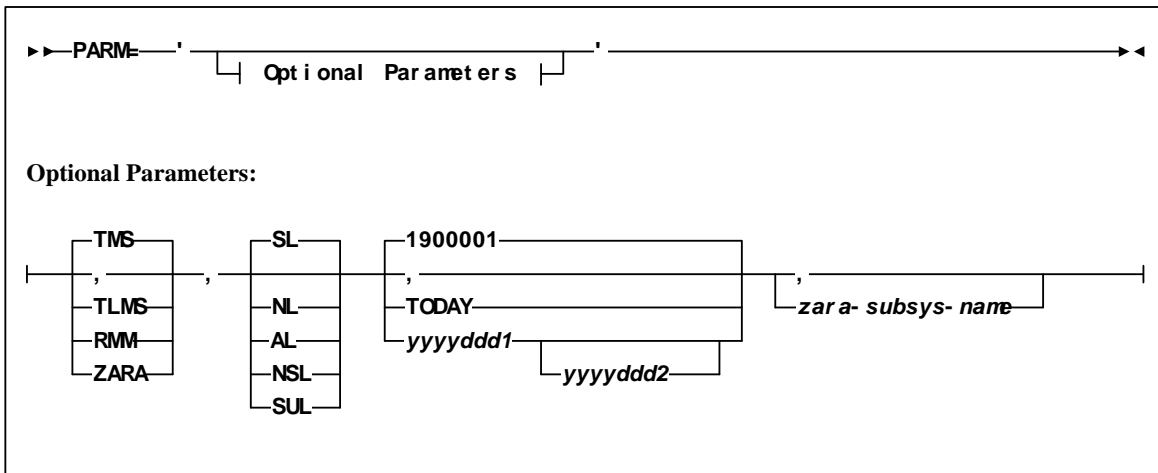 PARM= ' '
Optional Parameters
Optional Parameters:
TMS SL 1900001
, , , ,
TLMS NL TODAY zara-subsys-name
RMM AL yyyyddd1
ZARA NSL yyyyddd2
SUL